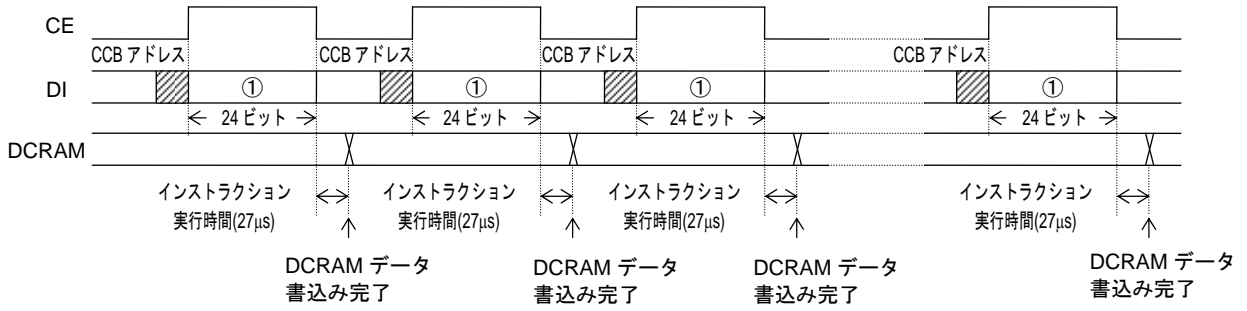 CE
CCB アドレス CCB アドレス CCB アドレス CCB アドレス
DI ① ① ① ①
24 ビット 24 ビット 24 ビット 24 ビット
DCRAM
インストラクション インストラクション インストラクション インストラクション
実行時間(27μs) 実行時間(27μs) 実行時間(27μs) 実行時間(27μs)
DCRAM データ DCRAM データ DCRAM データ DCRAM データ
書込み完了 書込み完了 書込み完了 書込み完了